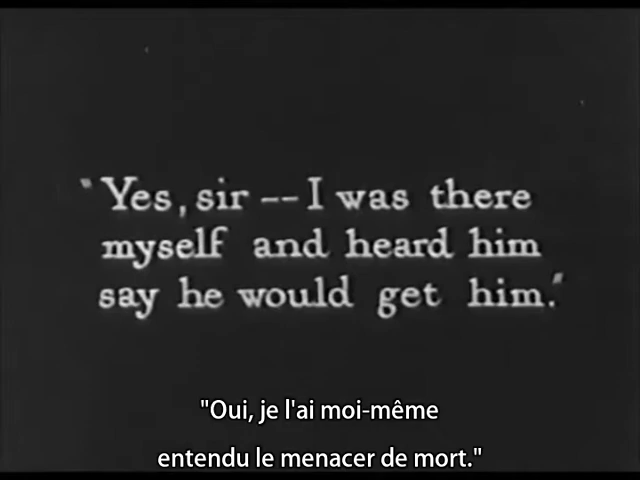 "Yes, sir -- I was there
myself and heard him
say he would get him."
"Oui, je l'ai moi-même
entendu le menacer de mort."